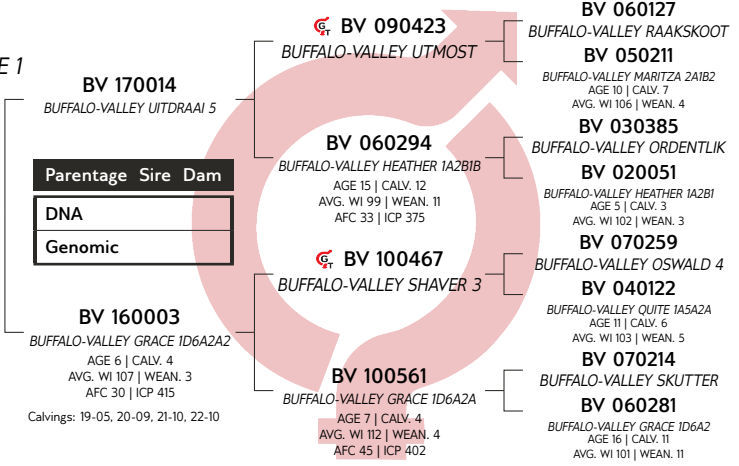 E 1
BV 170014
BUFFALO-VALLEY UITDRAAI 5
Parentage Sire Dam
DNA
Genomic
BV 160003
BUFFALO-VALLEY GRACE 1D6A2A2
AGE 6 | CALV. 4
AVG. WI 107 | WEAN. 3
AFC 30 | ICP 415
Calvings: 19-05, 20-09, 21-10, 22-10
GT BV 090423
BUFFALO-VALLEY UTMOST
BV 060294
BUFFALO-VALLEY HEATHER 1A2B1B
AGE 15 | CALV. 12
AVG. WI 99 | WEAN. 11
AFC 33 | ICP 375
GT BV 100467
BUFFALO-VALLEY SHAVER 3
BV 100561
BUFFALO-VALLEY GRACE 1D6A2A
AGE 7 | CALV. 4
AVG. WI 112 | WEAN. 4
AFC 45 | ICP 402
BV 060127
BUFFALO-VALLEY RAAKSKOOT
BV 050211
BUFFALO-VALLEY MARITZA 2A1B2
AGE 10 | CALV. 7
AVG. WI 106 | WEAN. 4
BV 030385
BUFFALO-VALLEY ORDENTLIK
BV 020051
BUFFALO-VALLEY HEATHER 1A2B1
AGE 5 | CALV. 3
AVG. WI 102 | WEAN. 3
BV 070259
BUFFALO-VALLEY OSWALD 4
BV 040122
BUFFALO-VALLEY QUITE 1A5A2A
AGE 11 | CALV. 6
AVG. WI 103 | WEAN. 5
BV 070214
BUFFALO-VALLEY SKUTTER
BV 060281
BUFFALO-VALLEY GRACE 1D6A2
AGE 16 | CALV. 11
AVG. WI 101 | WEAN. 11